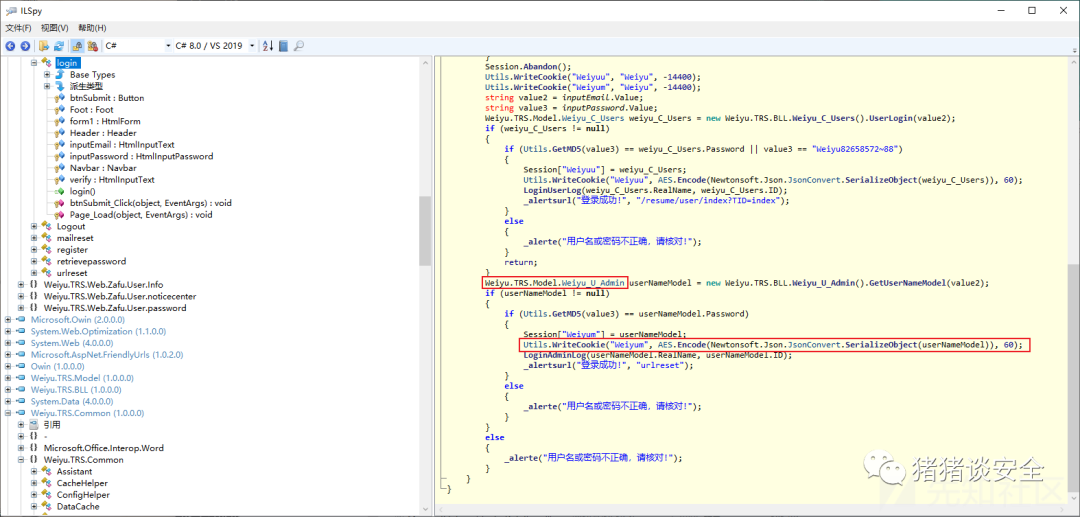 ILSpy
文件(F) 视图(V) 帮助(H)
C# C# 8.0 / VS 2019
login
Base Types
派生类型
btnSubmit : Button
Foot : Foot
form1 : HtmlForm
Header : Header
inputEmail : HtmlInputText
inputPassword : HtmlInputPassword
Navbar : Navbar
verify : HtmlInputText
login()
btnSubmit_Click(object, EventArgs) : void
Page_Load(object, EventArgs) : void
Logout
mailreset
register
retrievepassword
urlreset
Weiyu.TRS.Web.Zafu.User.Info
Weiyu.TRS.Web.Zafu.User.noticecenter
Weiyu.TRS.Web.Zafu.User.password
Microsoft.Owin (2.0.0.0)
System.Web.Optimization (1.1.0.0)
System.Web (4.0.0.0)
Microsoft.AspNet.FriendlyUrls (1.0.2.0)
Owin (1.0.0.0)
Weiyu.TRS.Model (1.0.0.0)
Weiyu.TRS.BLL (1.0.0.0)
System.Data (4.0.0.0)
Weiyu.TRS.Common (1.0.0.0)
引用
{} -
{} Microsoft.Office.Interop.Word
{} Weiyu.TRS.Common
Assistant
CacheHelper
ConfigHelper
DataCache
}
Session.Abandon();
Utils.WriteCookie("Weiyuu", "Weiyu", -14400);
Utils.WriteCookie("Weiyum", "Weiyu", -14400);
string value2 = inputEmail.Value;
string value3 = inputPassword.Value;
Weiyu.TRS.Model.Weiyu_C_Users weiyu_C_Users = new Weiyu.TRS.BLL.Weiyu_C_Users().UserLogin(value2);
if (weiyu_C_Users != null)
{
if (Utils.GetMD5(value3) == weiyu_C_Users.Password || value3 == "Weiyu82658572~88")
{
Session["Weiyuu"] = weiyu_C_Users;
Utils.WriteCookie("Weiyuu", AES.Encode(Newtonsoft.Json.JsonConvert.SerializeObject(weiyu_C_Users)), 60);
LoginUserLog(weiyu_C_Users.RealName, weiyu_C_Users.ID);
_alertsurl("登录成功!", "/resume/user/index?TID=index");
}
else
{
_alerte("用户名或密码不正确，请核对!");
}
return;
}
Weiyu.TRS.Model.Weiyu_U_Admin userNameModel = new Weiyu.TRS.BLL.Weiyu_U_Admin().GetUserNameModel(value2);
if (userNameModel != null)
{
if (Utils.GetMD5(value3) == userNameModel.Password)
{
Session["Weiyum"] = userNameModel;
Utils.WriteCookie("Weiyum", AES.Encode(Newtonsoft.Json.JsonConvert.SerializeObject(userNameModel)), 60);
LoginAdminLog(userNameModel.RealName, userNameModel.ID);
_alertsurl("登录成功!", "urlreset");
}
else
{
_alerte("用户名或密码不正确，请核对!");
}
}
else
{
_alerte("用户名或密码不正确，请核对!");
}
}
}
猪猪谈安全
先知社区